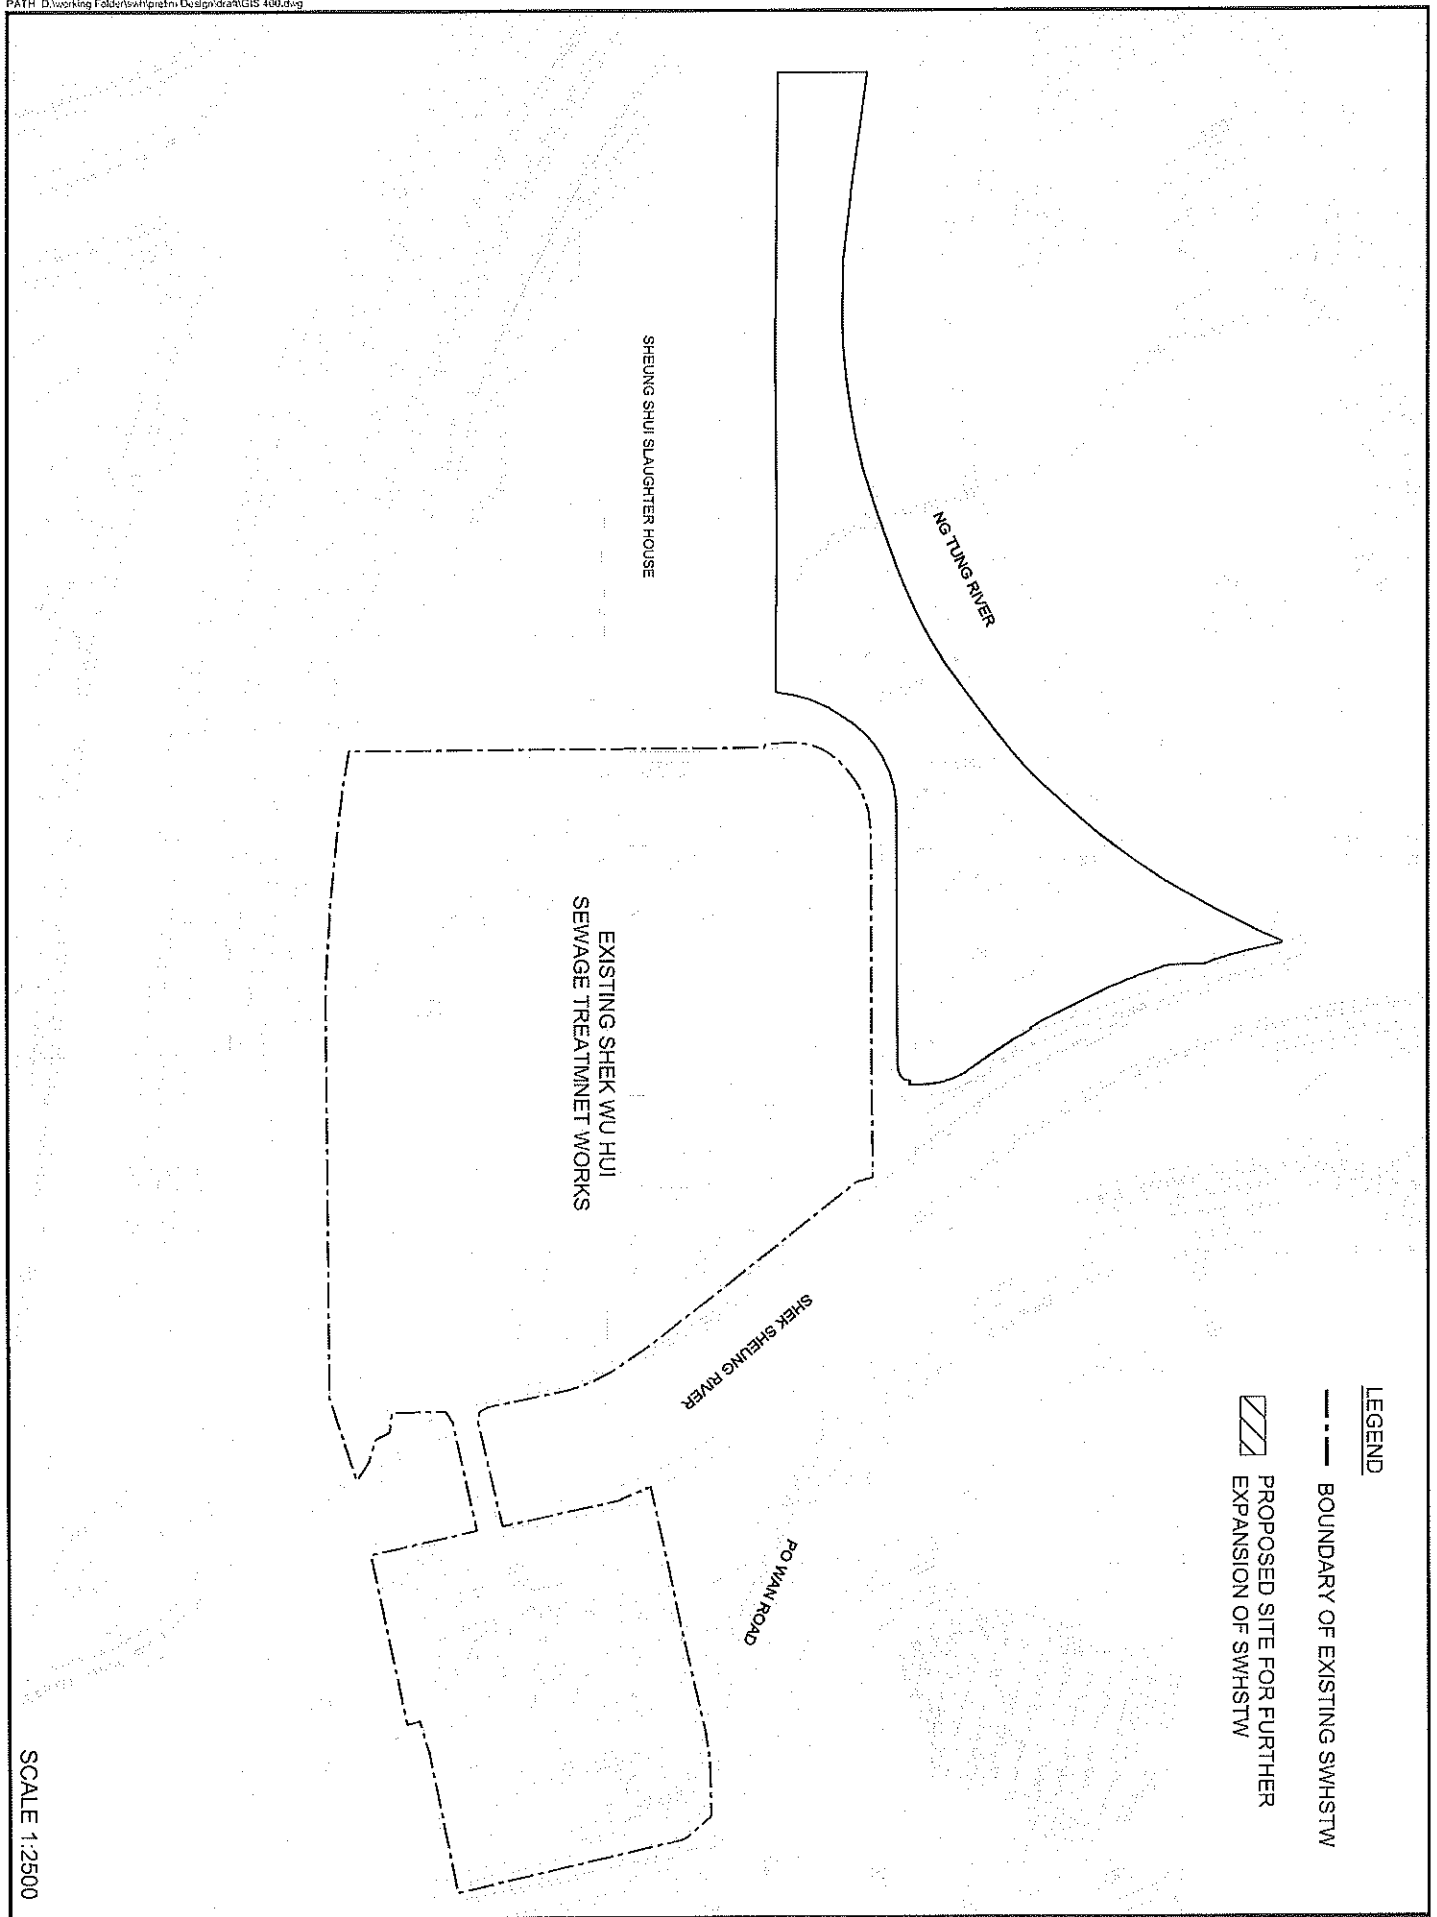 LEGEND
BOUNDARY OF EXISTING SWHSTW
PROPOSED SITE FOR FURTHER
EXPANSION OF SWHSTW
NG TUNG RIVER
SHEUNG SHUI SLAUGHTER HOUSE
EXISTING SHEK WU HUI
SEWAGE TREATMNET WORKS
SHEK SHEUNG RIVER
PO WAN ROAD
SCALE 1:2500